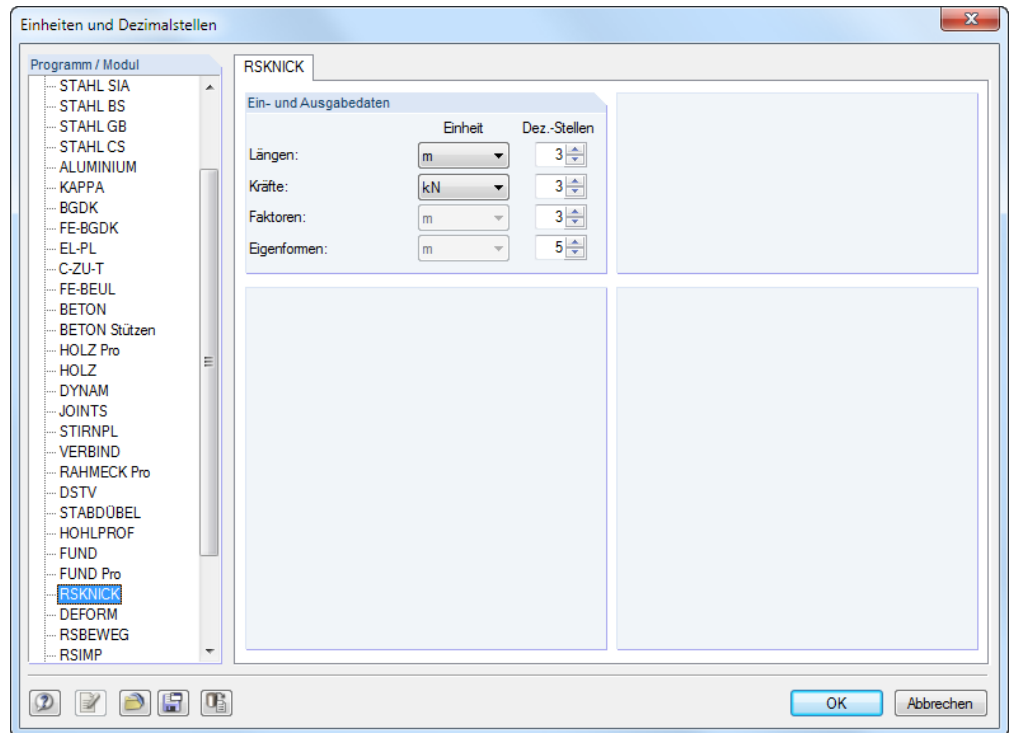 Einheiten und Dezimalstellen
Programm / Modul
STAHL SIA
STAHL BS
STAHL GB
STAHL CS
ALUMINIUM
KAPPA
BGDK
FE-BGDK
EL-PL
C-ZU-T
FE-BEUL
BETON
BETON Stützen
HOLZ Pro
HOLZ
DYNAM
JOINTS
STIRNPL
VERBIND
RAHMECK Pro
DSTV
STABDÜBEL
HOHLPROF
FUND
FUND Pro
RSKNICK
DEFORM
RSBEWEG
RSIMP
RSKNICK
Ein- und Ausgabedaten
Einheit Dez.-Stellen
Längen: m 3
Kräfte: kN 3
Faktoren: m 3
Eigenformen: m 5
OK Abbrechen